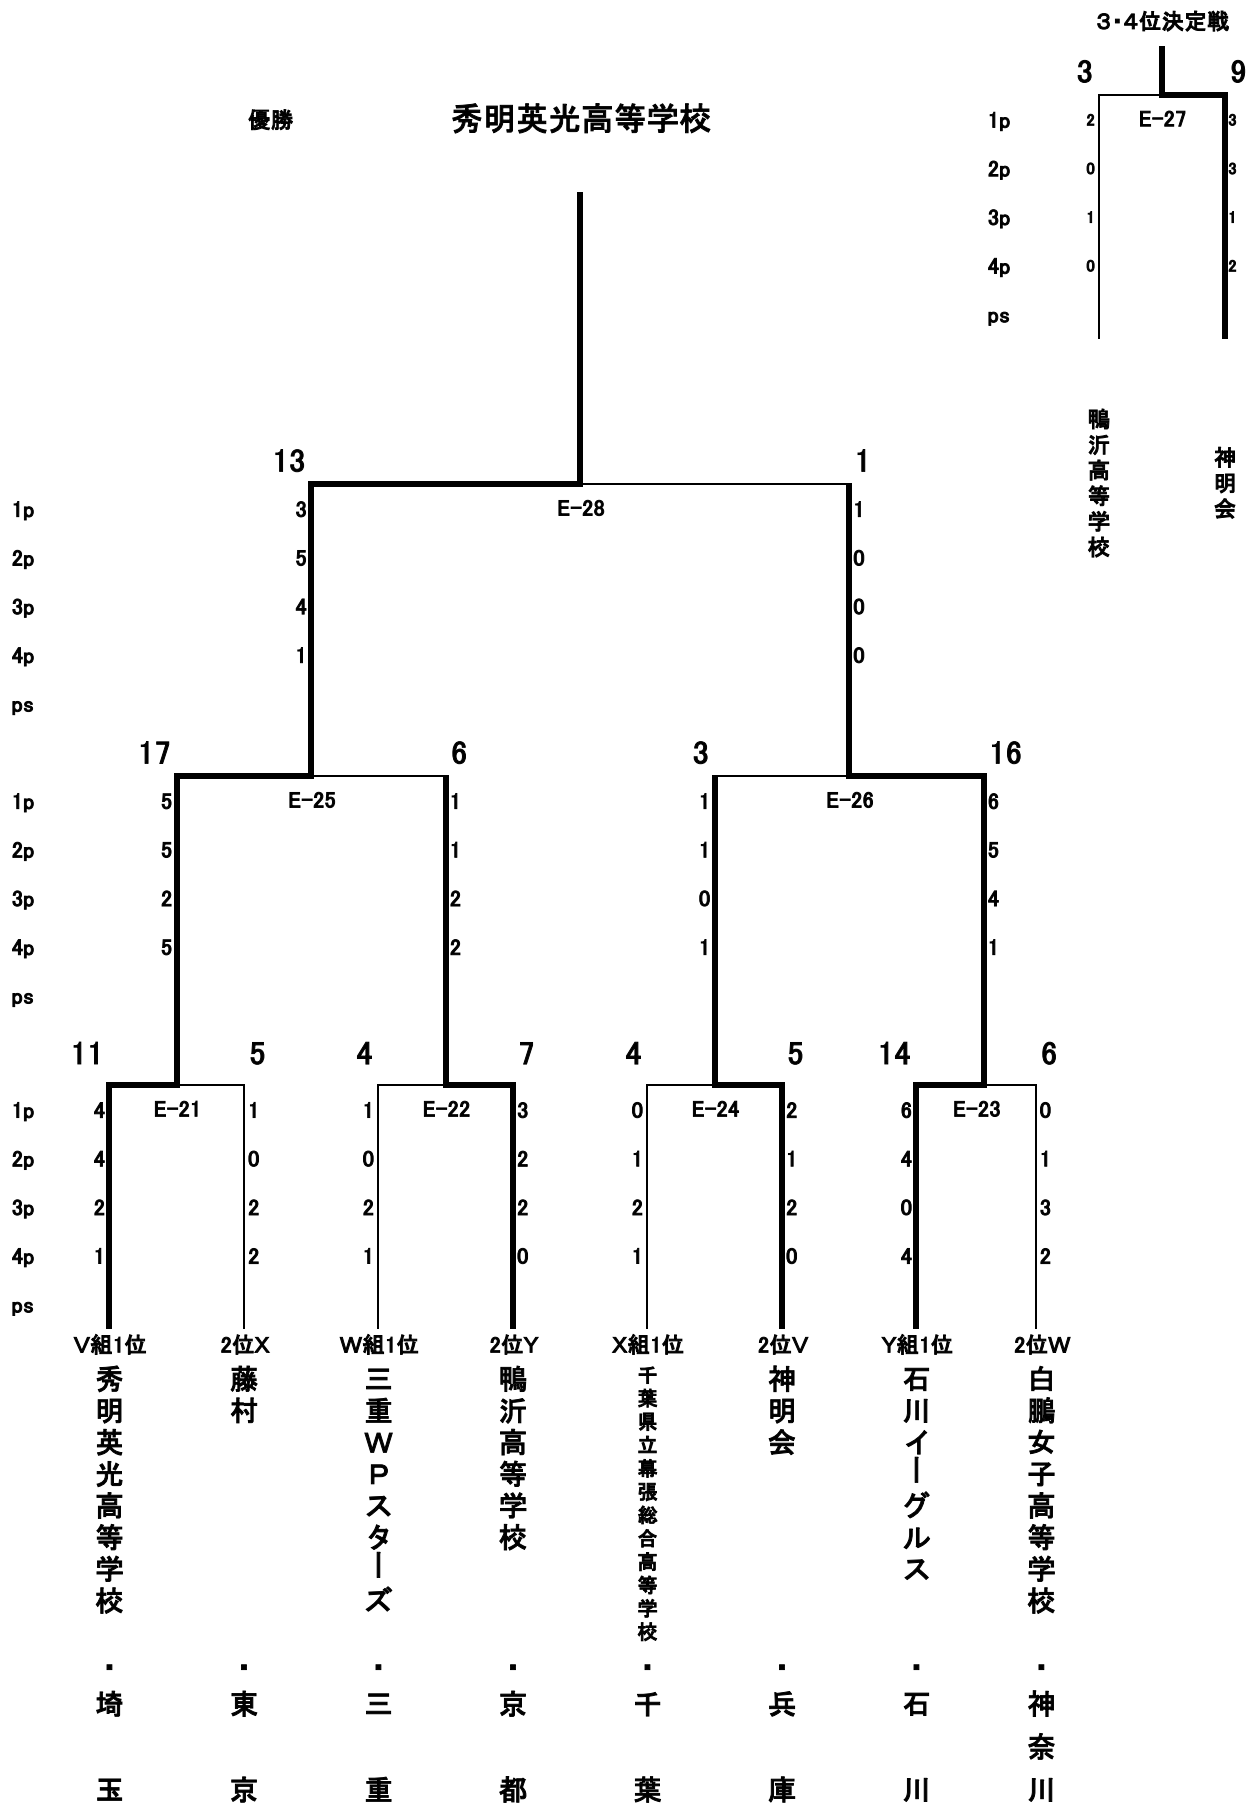 3・4位決定戦
3 9
優勝 秀明英光高等学校
1p 2 E-27 3
2p 0 3
3p 1 1
4p 0 2
ps
鴨沂高等学校
神明会
13 1
1p 3 E-28 1
2p 5 0
3p 4 0
4p 1 0
ps
17 6 3 16
1p 5 E-25 1 1 E-26 6
2p 5 1 1 5
3p 2 2 0 4
4p 5 2 1 1
ps
11 5 4 7 4 5 14 6
1p 4 E-21 1 1 E-22 3 0 E-24 2 6 E-23 0
2p 4 0 0 2 1 1 4 1
3p 2 2 2 2 2 2 0 3
4p 1 2 1 0 1 0 4 2
ps
V組1位 2位X W組1位 2位Y X組1位 2位V Y組1位 2位W
秀明英光高等学校・埼玉
藤村・東京
三重WPスターズ・三重
鴨沂高等学校・京都
千葉県立幕張総合高等学校・千葉
神明会・兵庫
石川イーグルス・石川
白鵬女子高等学校・神奈川